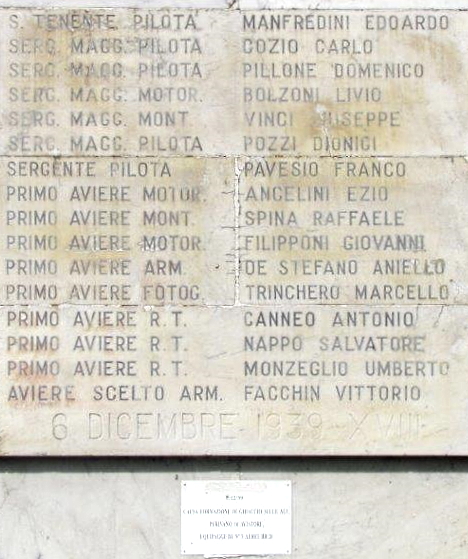 S. TENENTE PILOTA MANFREDINI EDOARDO
SERG. MAGG. PILOTA COZIO CARLO
SERG. MAGG. PILOTA PILLONE DOMENICO
SERG. MAGG. MOTOR. BOLZONI LIVIO
SERG. MAGG. MONT. VINCI GIUSEPPE
SERG. MAGG. PILOTA POZZI DIONIGI
SERGENTE PILOTA PAVESIO FRANCO
PRIMO AVIERE MOTOR. ANGELINI EZIO
PRIMO AVIERE MONT. SPINA RAFFAELE
PRIMO AVIERE MOTOR. FILIPPONI GIOVANNI
PRIMO AVIERE ARM. DE STEFANO ANIELLO
PRIMO AVIERE FOTOG. TRINCHERO MARCELLO
PRIMO AVIERE R.T. CANNEO ANTONIO
PRIMO AVIERE R.T. NAPPO SALVATORE
PRIMO AVIERE R.T. MONZEGLIO UMBERTO
AVIERE SCELTO ARM. FACCHIN VITTORIO
6 DICEMBRE 1939 - XVIII